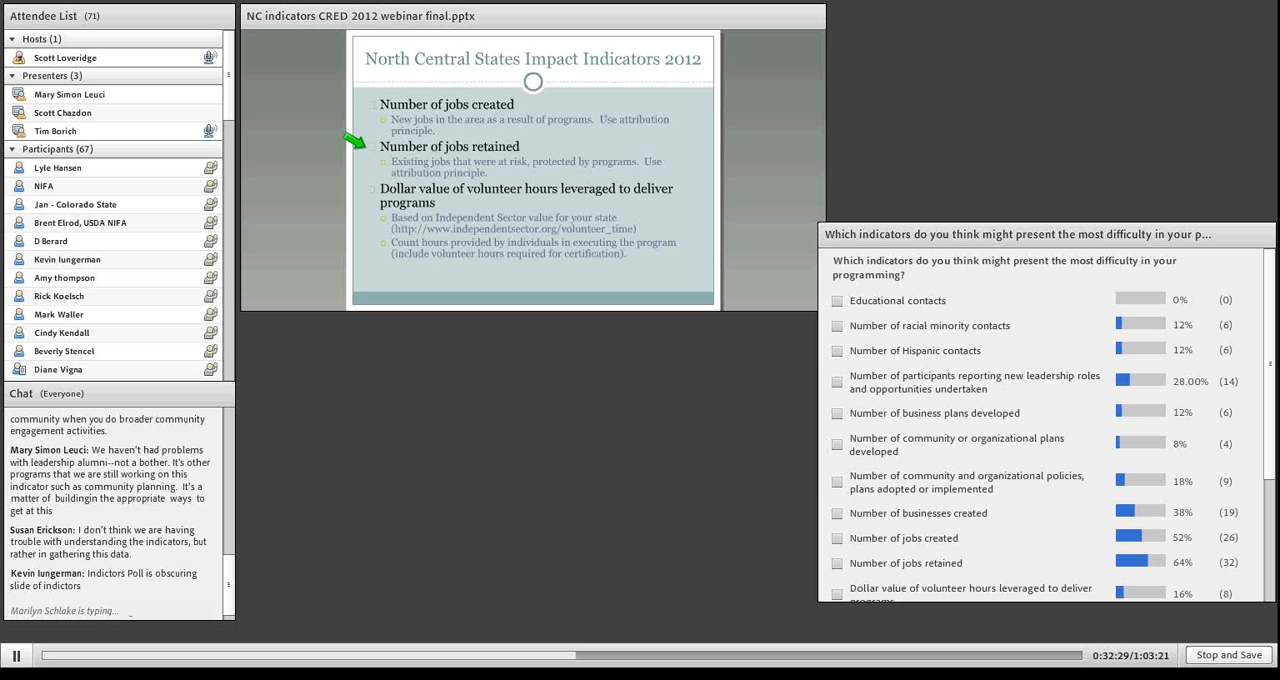 Attendee List (71)
Hosts (1)
Scott Loveridge
Presenters (3)
Mary Simon Leuci
Scott Chazdon
Tim Borich
Participants (67)
Lyle Hansen
NIFA
Jan - Colorado State
Brent Elrod, USDA NIFA
D Berard
Kevin Iungerman
Amy thompson
Rick Koelsch
Mark Waller
Cindy Kendall
Beverly Stencel
Diane Vigna
Chat (Everyone)
community when you do broader community
engagement activities.
Mary Simon Leuci: We haven't had problems
with leadership alumni--not a bother. It's other
programs that we are still working on this
indicator such as community planning. It's a
matter of buildingin the appropriate ways to
get at this
Susan Erickson: I don't think we are having
trouble with understanding the indicators, but
rather in gathering this data.
Kevin Iungerman: Indictors Poll is obscuring
slide of indictors
Marilyn Schlake is typing...
NC indicators CRED 2012 webinar final.pptx
North Central States Impact Indicators 2012
Number of jobs created
New jobs in the area as a result of programs. Use attribution
principle.
Number of jobs retained
Existing jobs that were at risk, protected by programs. Use
attribution principle.
Dollar value of volunteer hours leveraged to deliver
programs
Based on Independent Sector value for your state
(http://www.independentsector.org/volunteer_time)
Count hours provided by individuals in executing the program
(include volunteer hours required for certification).
Which indicators do you think might present the most difficulty in your p...
Which indicators do you think might present the most difficulty in your
programming?
Educational contacts 0% (0)
Number of racial minority contacts 12% (6)
Number of Hispanic contacts 12% (6)
Number of participants reporting new leadership roles
and opportunities undertaken 28.00% (14)
Number of business plans developed 12% (6)
Number of community or organizational plans
developed 8% (4)
Number of community and organizational policies,
plans adopted or implemented 18% (9)
Number of businesses created 38% (19)
Number of jobs created 52% (26)
Number of jobs retained 64% (32)
Dollar value of volunteer hours leveraged to deliver
programs 16% (8)
0:32:29/1:03:21
Stop and Save